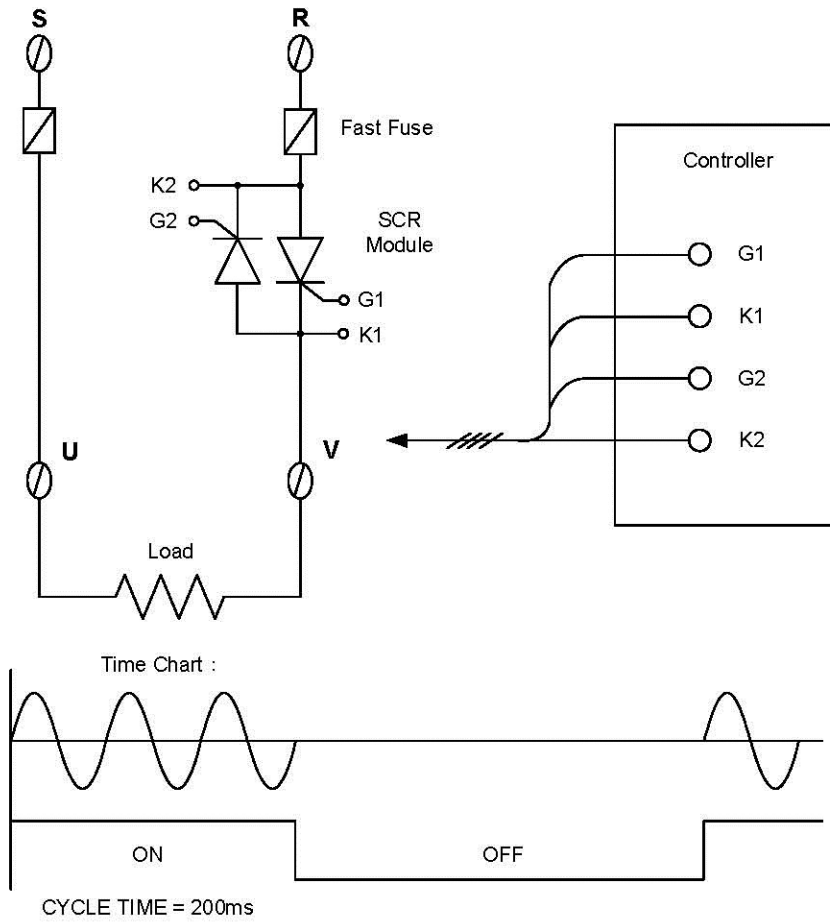 S
R
Fast Fuse
Controller
K2
G2
SCR
Module
G1
G1
K1
K1
G2
U
V
K2
Load
Time Chart :
ON
OFF
CYCLE TIME = 200ms